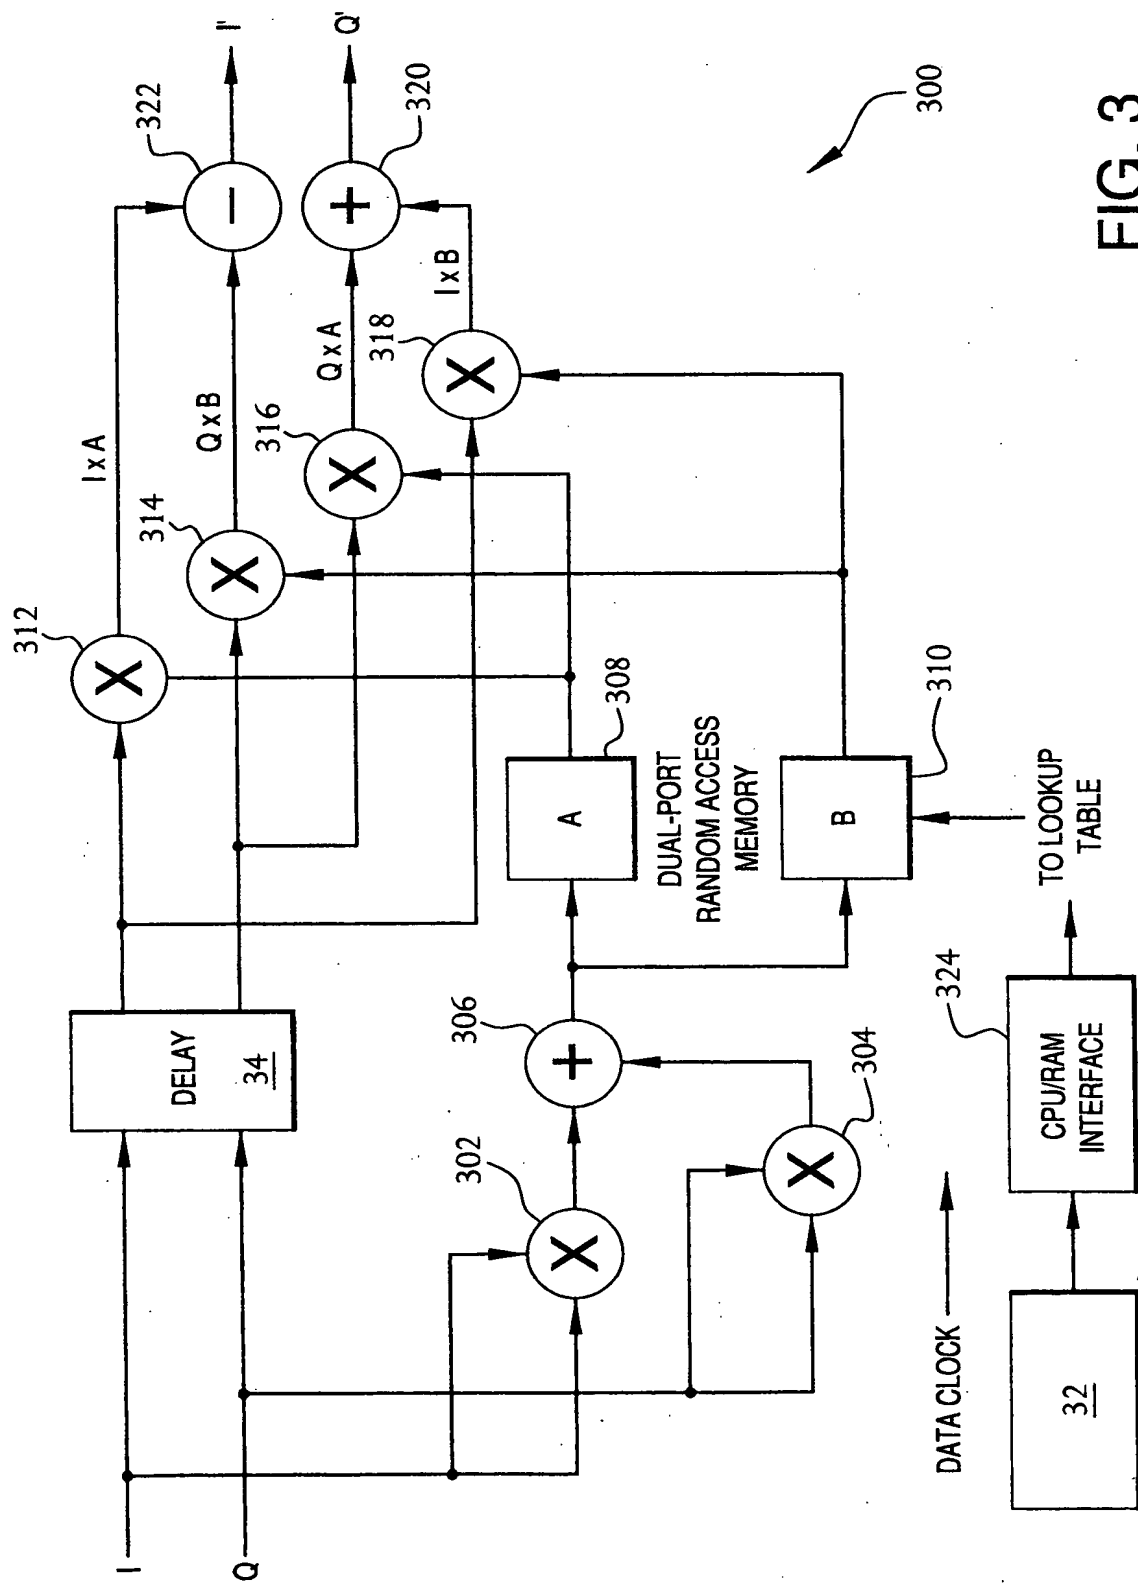 I
Q
DELAY
34
302
304
306
312
I x A
314
Q x B
316
Q x A
318
I x B
322
I'
320
Q'
A
308
DUAL-PORT
RANDOM ACCESS
MEMORY
B
310
DATA CLOCK
32
CPU/RAM
INTERFACE
324
TO LOOKUP
TABLE
300
FIG. 3